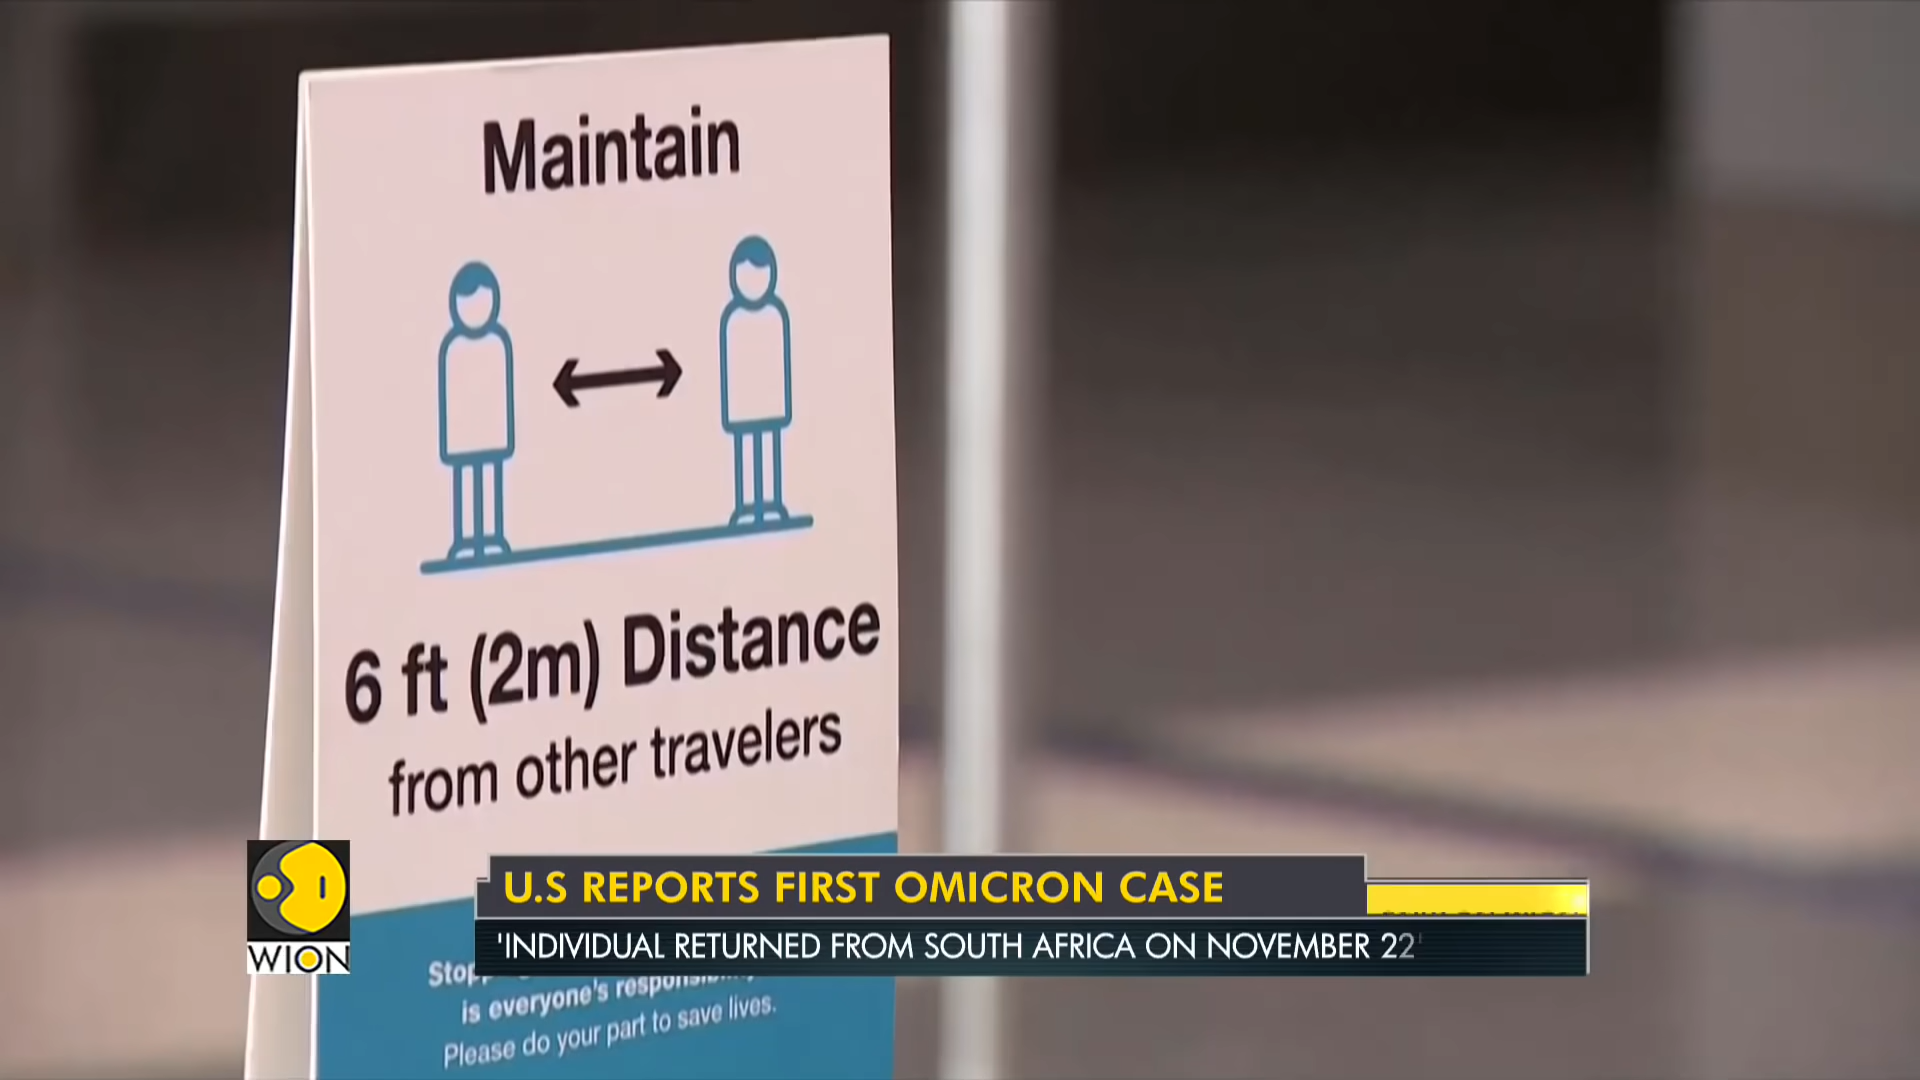 Maintain
6 ft (2m) Distance
from other travelers
is everyone's
Please do your part to save lives.
WION
U.S REPORTS FIRST OMICRON CASE
'INDIVIDUAL RETURNED FROM SOUTH AFRICA ON NOVEMBER 22'